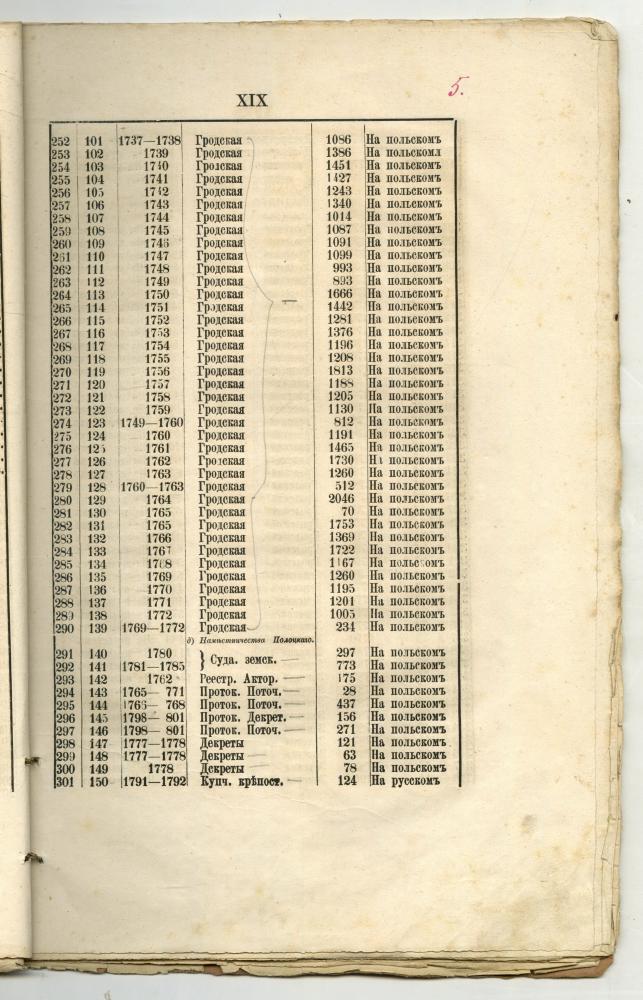 XIX
5.
252 101 1737—1738 Гродская 1086 На польскомъ
253 102 1739 Гродская 1386 На польскомл
254 103 1740 Гродская 1451 На польскомъ
255 104 1741 Гродская 1427 На польскомъ
256 105 1742 Гродская 1243 На польскомъ
257 106 1743 Гродская 1340 На польскомъ
258 107 1744 Гродская 1014 На польскомъ
259 108 1745 Гродская 1087 На польскомъ
260 109 1746 Гродская 1091 На польскомъ
261 110 1747 Гродская 1099 На польскомъ
262 111 1748 Гродская 993 На польскомъ
263 112 1749 Гродская 893 На польскомъ
264 113 1750 Гродская 1666 На польскомъ
265 114 1751 Гродская 1442 На польскомъ
266 115 1752 Гродская 1281 На польскомъ
267 116 1753 Гродская 1376 На польскомъ
268 117 1754 Гродская 1196 На польскомъ
269 118 1755 Гродская 1208 На польскомъ
270 119 1756 Гродская 1813 На польскомъ
271 120 1757 Гродская 1188 На польскомъ
272 121 1758 Гродская 1205 На польскомъ
273 122 1759 Гродская 1130 На польскомъ
274 123 1749—1760 Гродская 812 На польскомъ
275 124 1760 Гродская 1191 На польскомъ
276 125 1761 Гродская 1465 На польскомъ
277 126 1762 Гродская 1730 На польскомъ
278 127 1763 Гродская 1260 На польскомъ
279 128 1760—1763 Гродская 512 На польскомъ
280 129 1764 Гродская 2046 На польскомъ
281 130 1765 Гродская 70 На польскомъ
282 131 1765 Гродская 1753 На польскомъ
283 132 1766 Гродская 1369 На польскомъ
284 133 1767 Гродская 1722 На польскомъ
285 134 1768 Гродская 1167 На польскомъ
286 135 1769 Гродская 1260 На польскомъ
287 136 1770 Гродская 1195 На польскомъ
288 137 1771 Гродская 1201 На польскомъ
289 138 1772 Гродская 1005 На польскомъ
290 139 1769—1772 Гродская 234 На польскомъ
д) Намистничества Полоцкаго.
291 140 1780 297 На польскомъ
} Суда. земск.
292 141 1781—1785 773 На польскомъ
293 142 1762 Реестр. Актор. 175 На польскомъ
294 143 1765— 771 Проток. Поточ. 28 На польскомъ
295 144 1766— 768 Проток. Поточ. 437 На польскомъ
296 145 1798— 801 Проток. Декрет. 156 На польскомъ
297 146 1798— 801 Проток. Поточ. 271 На польскомъ
298 147 1777—1778 Декреты 121 На польскомъ
299 148 1777—1778 Декреты 63 На польскомъ
300 149 1778 Декреты 78 На польскомъ
301 150 1791—1792 Купч. крѣпост. 124 На русскомъ